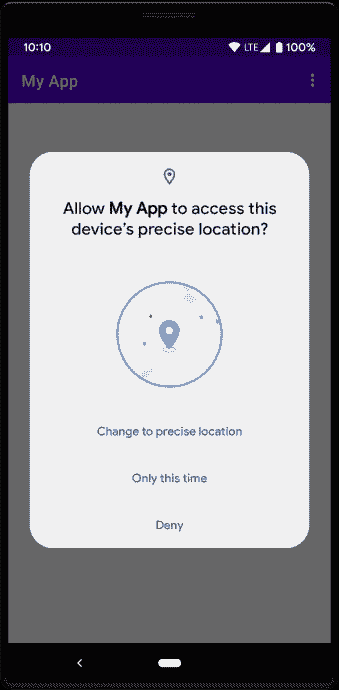 10:10 LTE 100%
My App
Allow My App to access this
device's precise location?
Change to precise location
Only this time
Deny